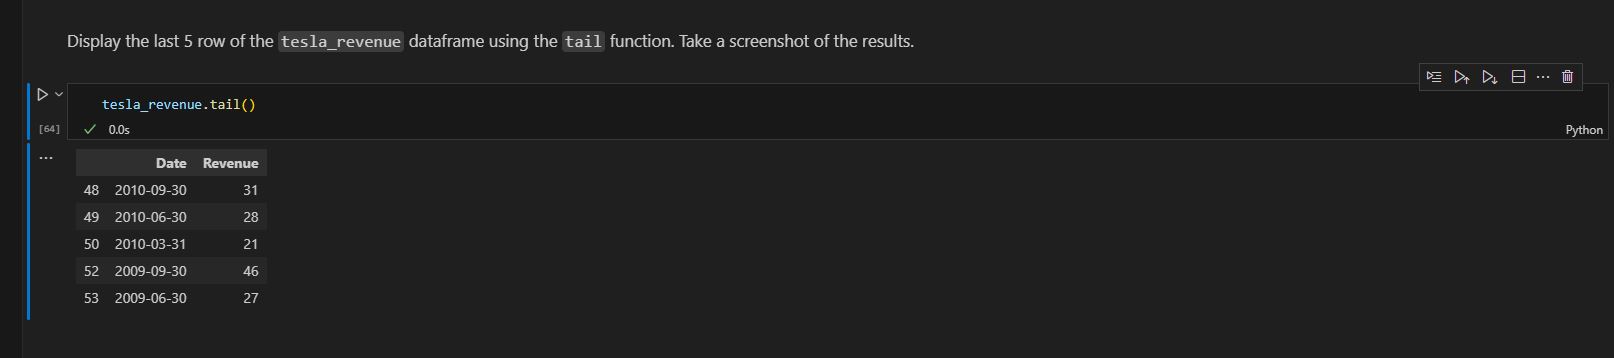 Display the last 5 row of the tesla_revenue dataframe using the tail function. Take a screenshot of the results.
tesla_revenue.tail()
[64]
0.0s
Python
Date Revenue
48 2010-09-30 31
49 2010-06-30 28
50 2010-03-31 21
52 2009-09-30 46
53 2009-06-30 27